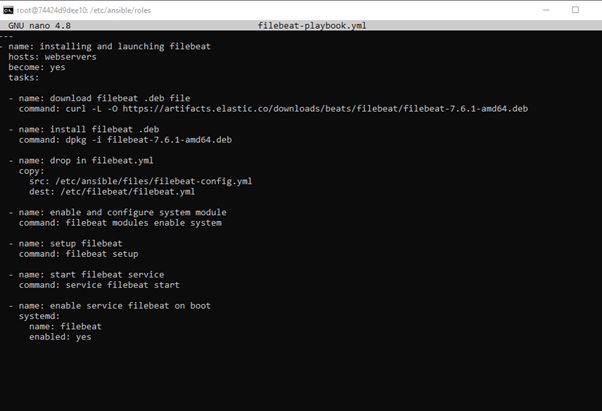 root@74424d9dee10: /etc/ansible/roles
GNU nano 4.8 filebeat-playbook.yml
---
- name: installing and launching filebeat
  hosts: webservers
  become: yes
  tasks:
  - name: download filebeat .deb file
    command: curl -L -O https://artifacts.elastic.co/downloads/beats/filebeat/filebeat-7.6.1-amd64.deb
  - name: install filebeat .deb
    command: dpkg -i filebeat-7.6.1-amd64.deb
  - name: drop in filebeat.yml
    copy:
      src: /etc/ansible/files/filebeat-config.yml
      dest: /etc/filebeat/filebeat.yml
  - name: enable and configure system module
    command: filebeat modules enable system
  - name: setup filebeat
    command: filebeat setup
  - name: start filebeat service
    command: service filebeat start
  - name: enable service filebeat on boot
    systemd:
      name: filebeat
      enabled: yes